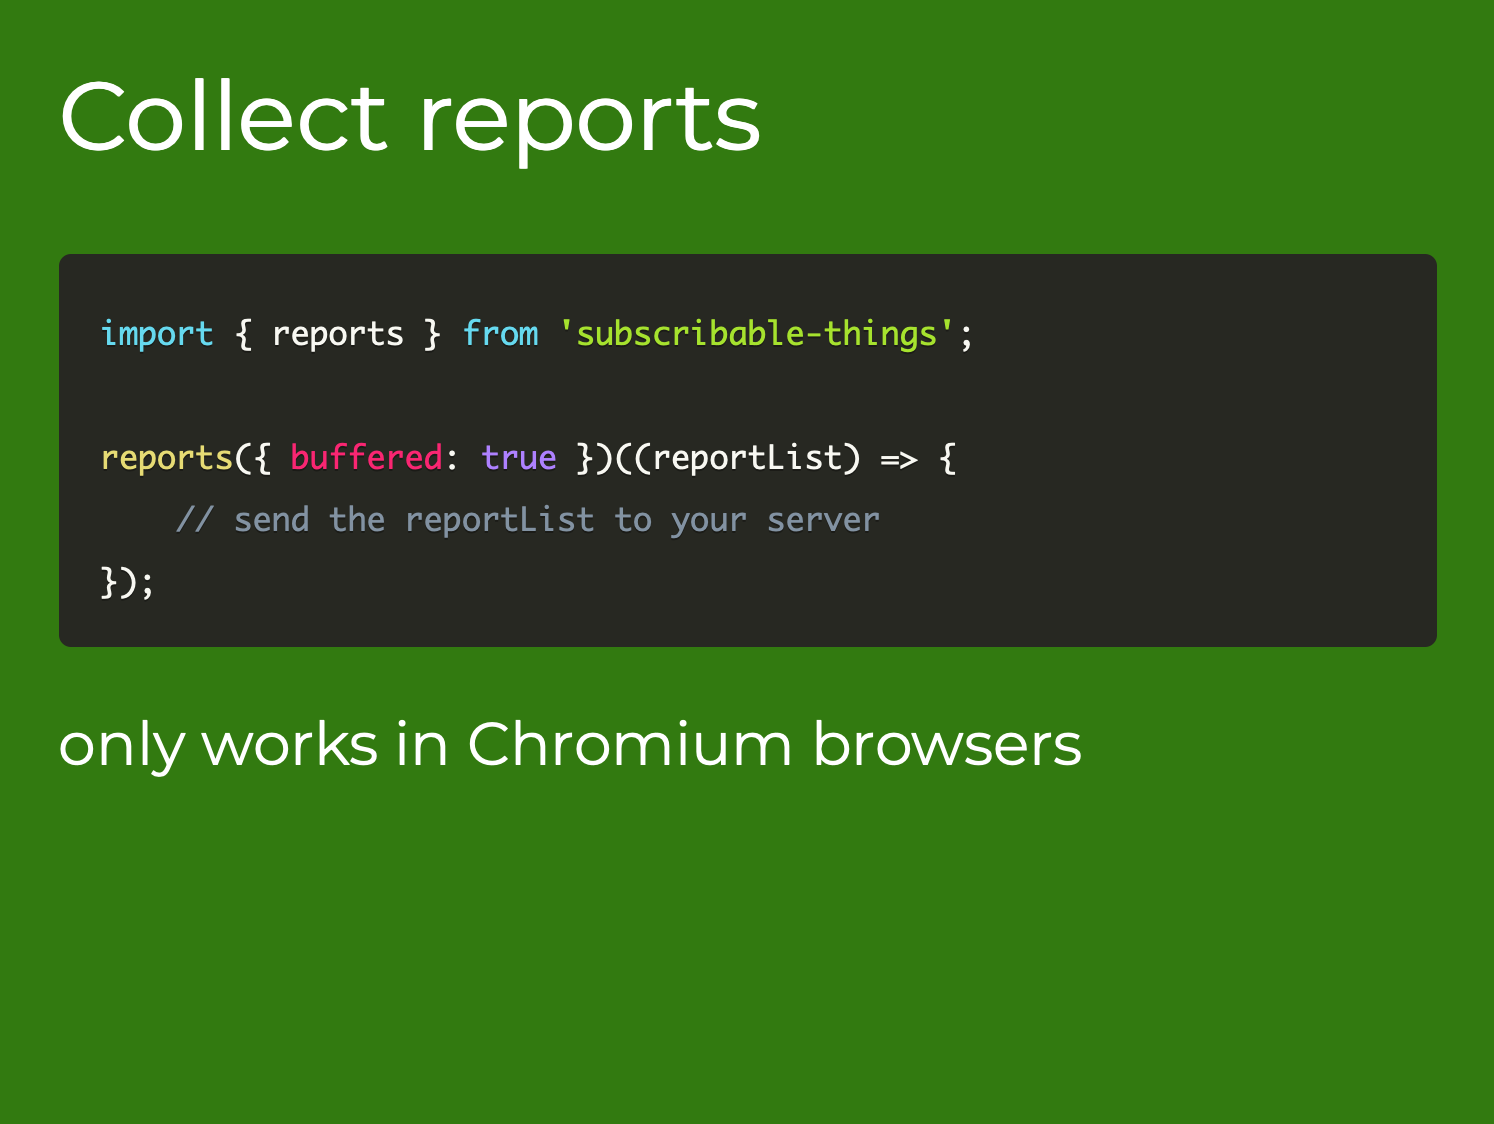 Collect reports
import { reports } from 'subscribable-things';
reports({ buffered: true })((reportList) => {
    // send the reportList to your server
});
only works in Chromium browsers